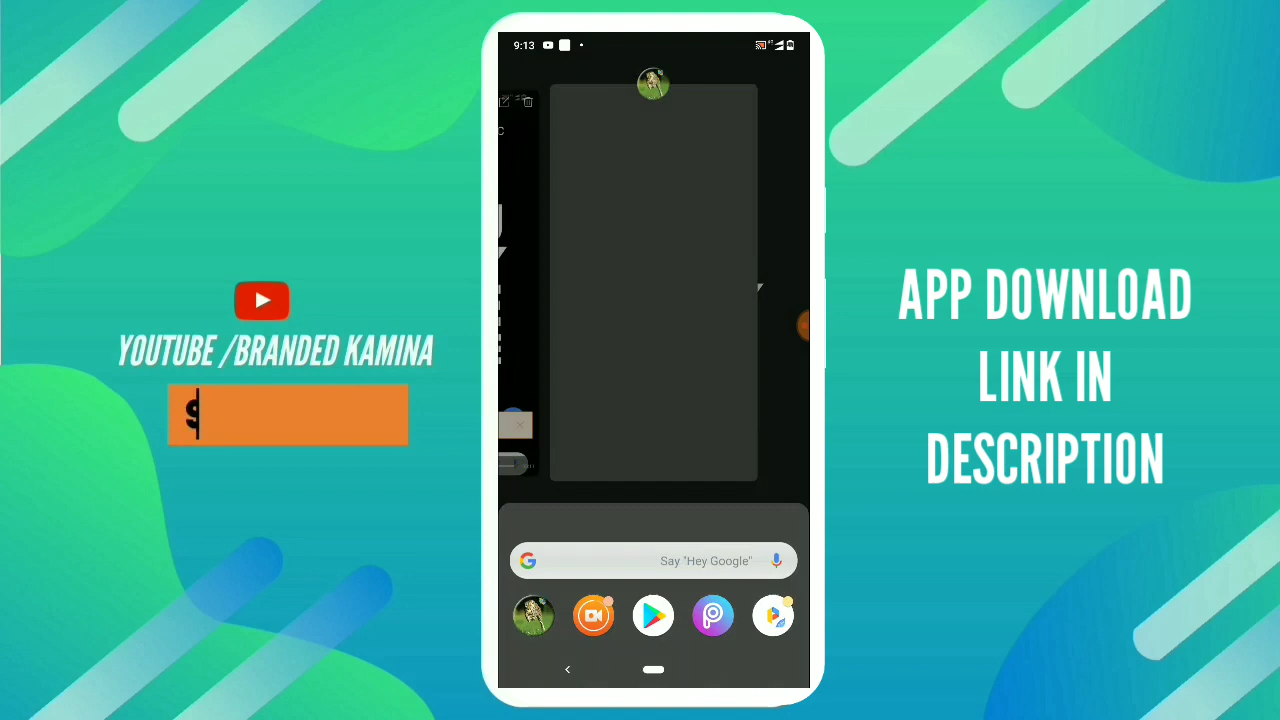 9:13
C
YOUTUBE /BRANDED KAMINA
S
APP DOWNLOAD
LINK IN
DESCRIPTION
Say "Hey Google"